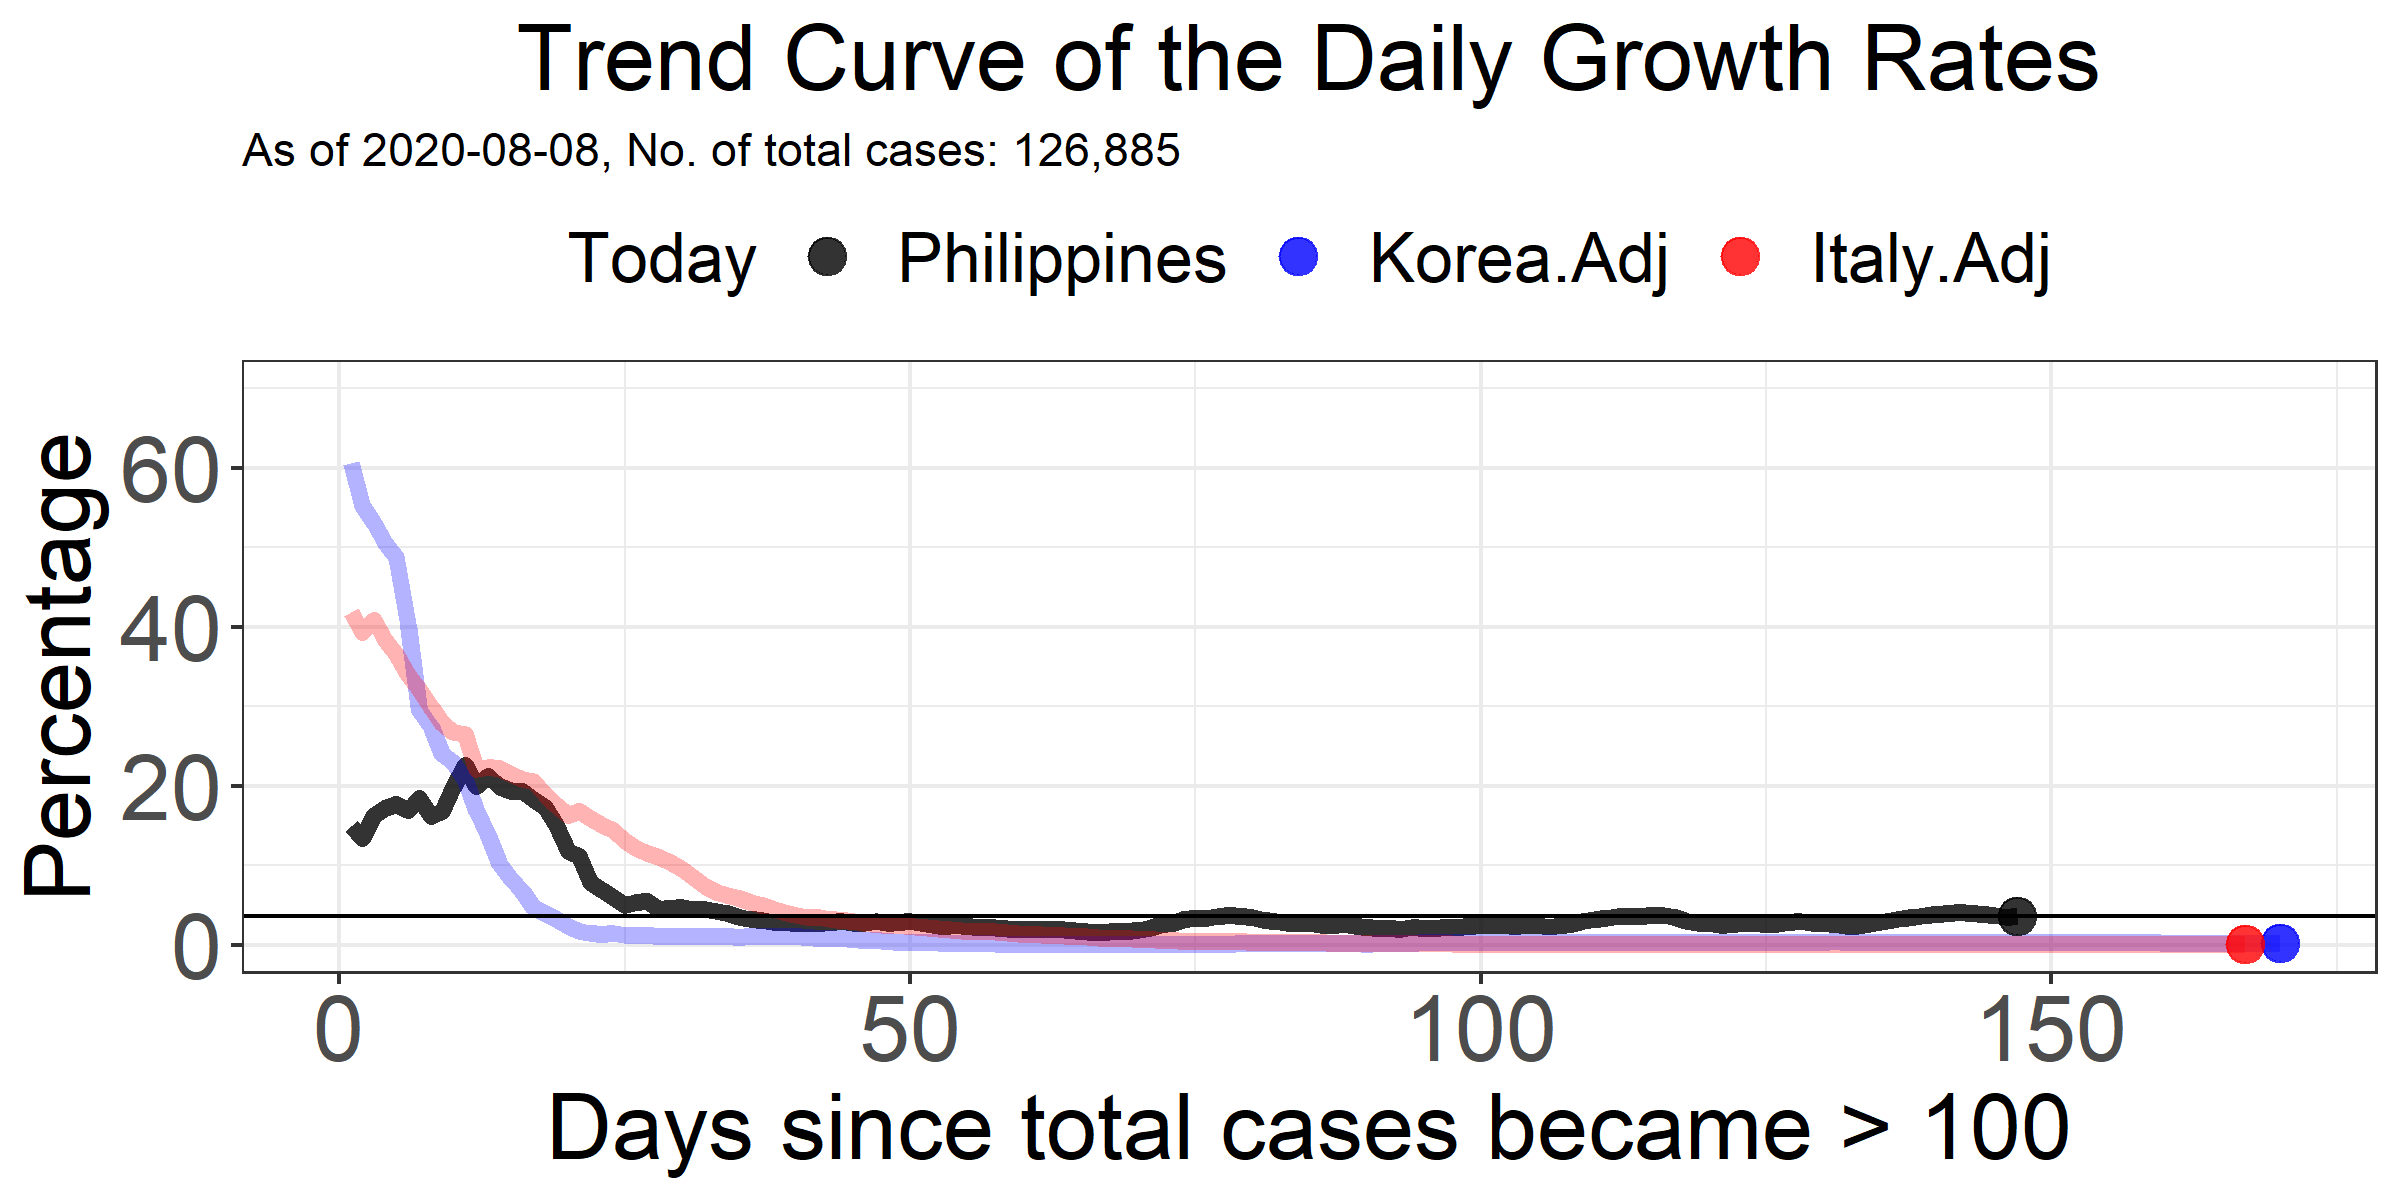 Trend Curve of the Daily Growth Rates
As of 2020-08-08, No. of total cases: 126,885
Today Philippines Korea.Adj Italy.Adj
Percentage
60
40
20
0
0 50 100 150
Days since total cases became > 100